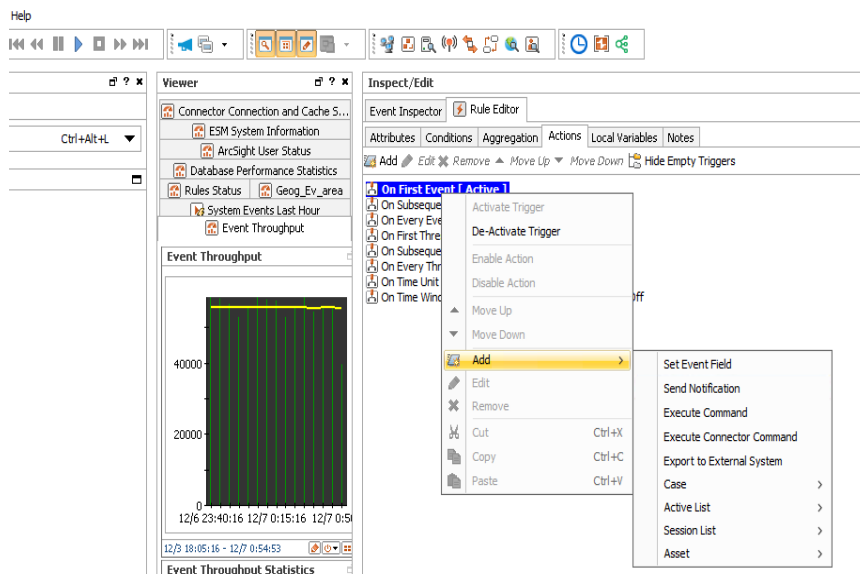 Help
Ctrl+Alt+L
Viewer
Connector Connection and Cache S...
ESM System Information
ArcSight User Status
Database Performance Statistics
Rules Status
Geog_Ev_area
System Events Last Hour
Event Throughput
Event Throughput
40000
20000
0
12/6 23:40:16 12/7 0:15:16 12/7 0:50
12/3 18:05:16 - 12/7 0:54:53
Event Throughput Statistics
Inspect/Edit
Event Inspector
Rule Editor
Attributes
Conditions
Aggregation
Actions
Local Variables
Notes
Add Edit Remove Move Up Move Down Hide Empty Triggers
On First Event [ Active ]
On Subseque
On Every Eve
On First Thre
On Subseque
On Every Thr
On Time Unit
On Time Winc
Off
Activate Trigger
De-Activate Trigger
Enable Action
Disable Action
Move Up
Move Down
Add
Edit
Remove
Cut Ctrl+X
Copy Ctrl+C
Paste Ctrl+V
Set Event Field
Send Notification
Execute Command
Execute Connector Command
Export to External System
Case
Active List
Session List
Asset